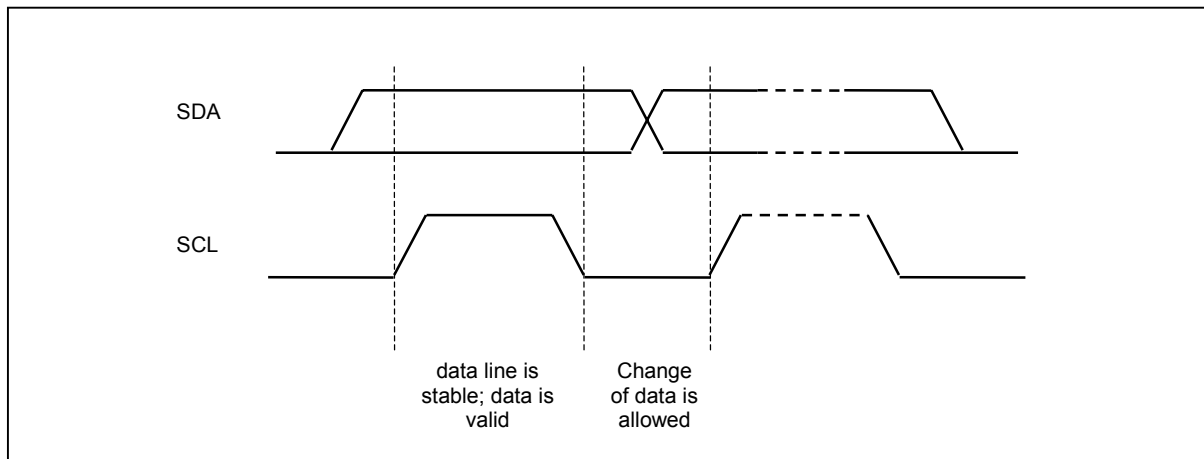 SDA
SCL
data line is
stable; data is
valid
Change
of data is
allowed